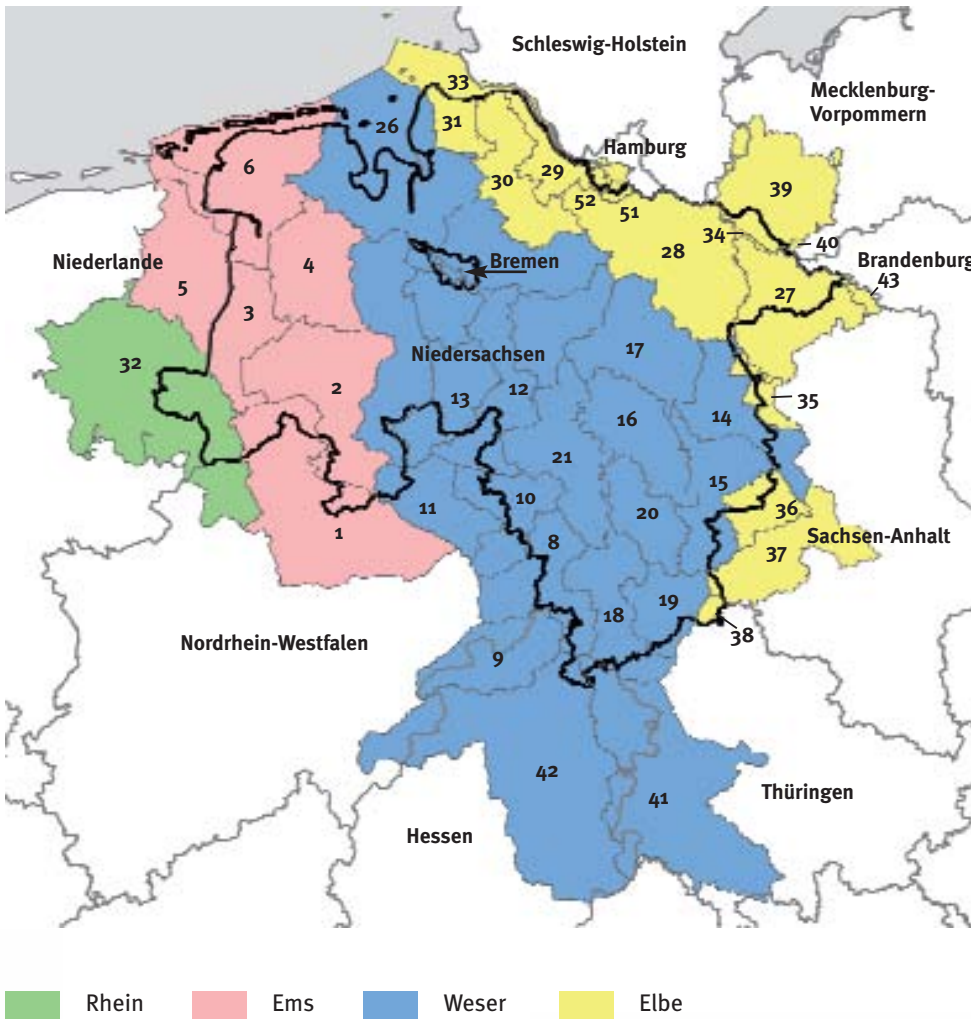 Schleswig-Holstein
Mecklenburg-
Vorpommern
33
31
26
Hamburg
6
30
29
52
51
39
34
40
Niederlande
4
Bremen
28
Brandenburg
43
5
3
27
32
Niedersachsen
17
2
13
12
35
16
14
21
15
10
11
20
36
1
8
Sachsen-Anhalt
37
18
19
38
Nordrhein-Westfalen
9
42
41
Thüringen
Hessen
Rhein
Ems
Weser
Elbe